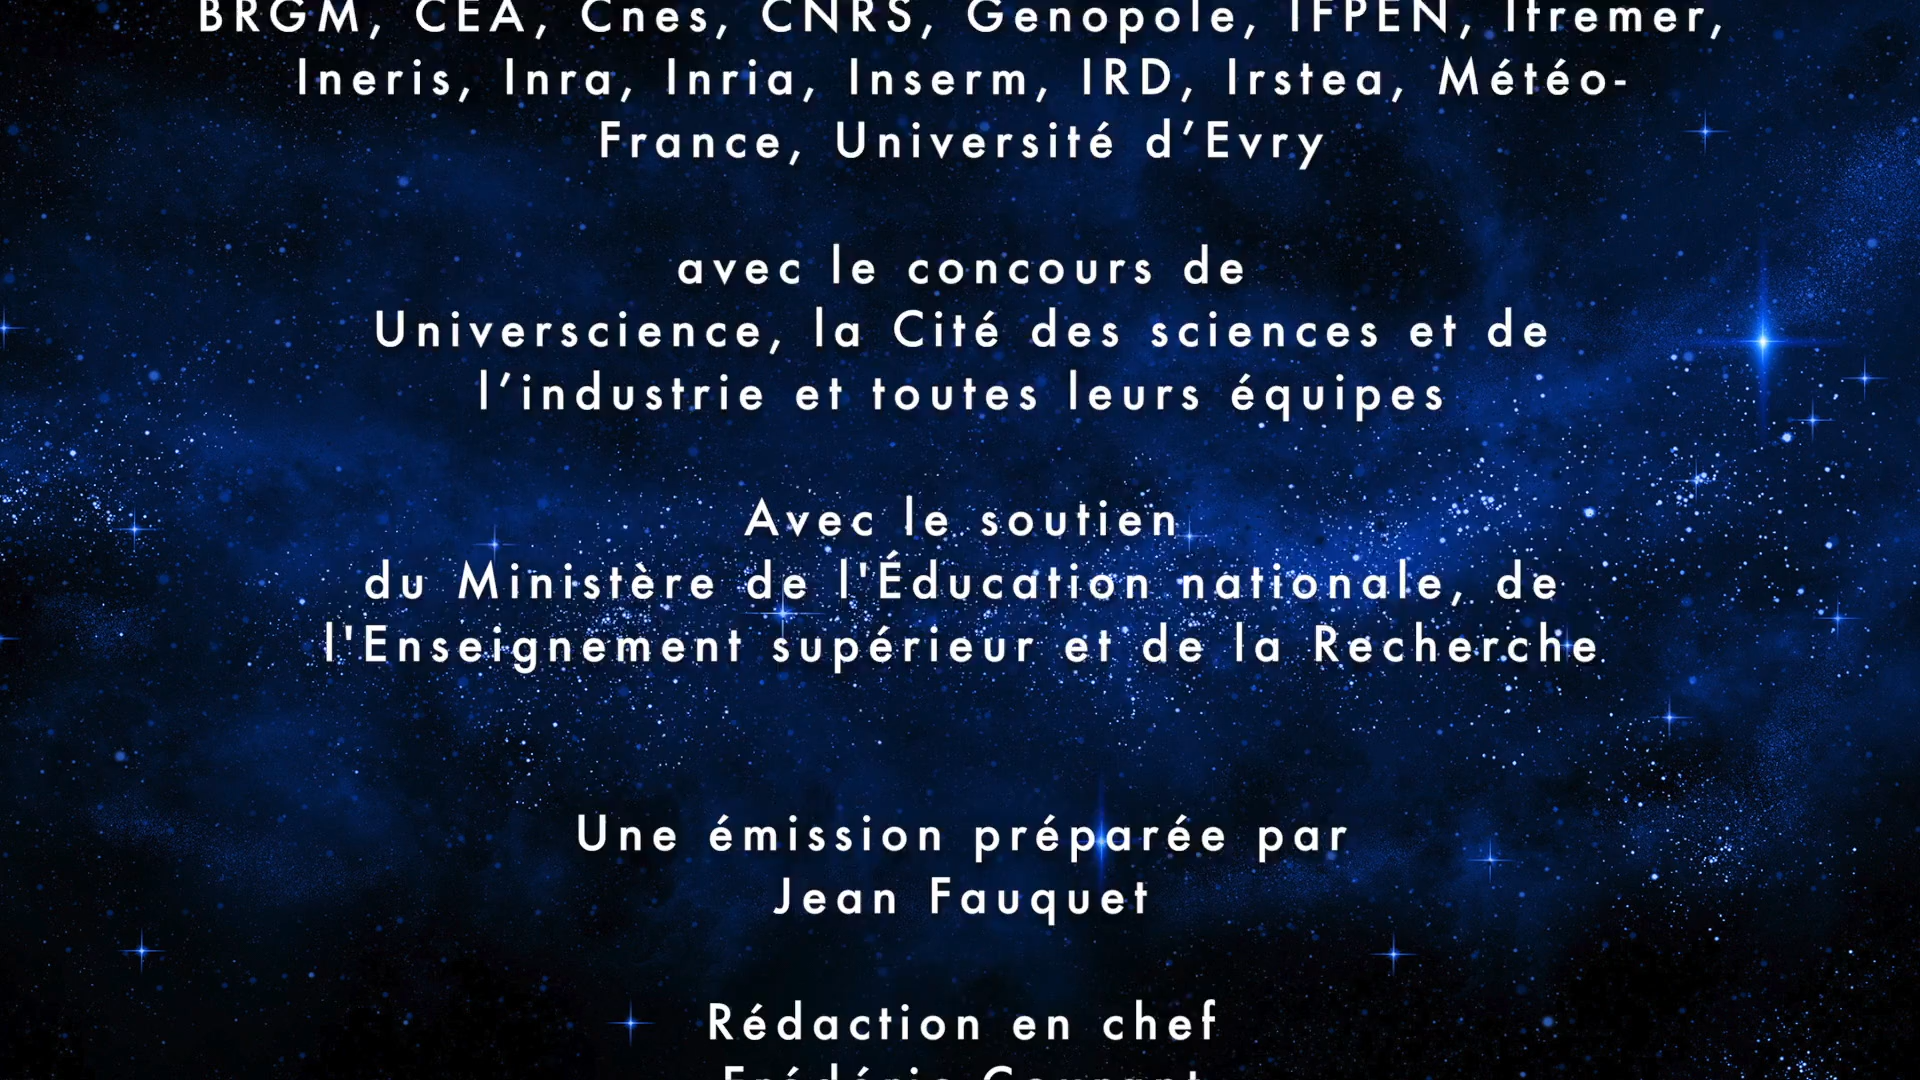 BRGM, CEA, Cnes, CNRS, Genopole, IFPEN, Ifremer,
Ineris, Inra, Inria, Inserm, IRD, Irstea, Météo-
France, Université d’Evry
avec le concours de
Universcience, la Cité des sciences et de
l’industrie et toutes leurs équipes
Avec le soutien
du Ministère de l'Éducation nationale, de
l'Enseignement supérieur et de la Recherche
Une émission préparée par
Jean Fauquet
Rédaction en chef
Frédéric Courant